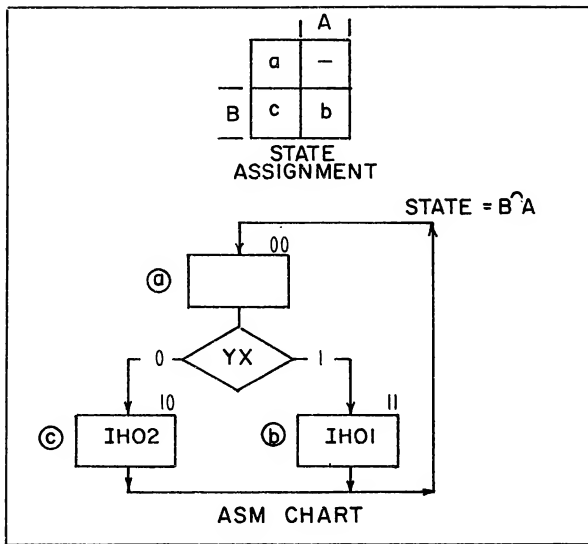 A
a –
B c b
STATE
ASSIGNMENT
STATE = B⁀A
00
ⓐ
0 YX 1
10 11
ⓒ IHO2 ⓑ IHO1
ASM CHART